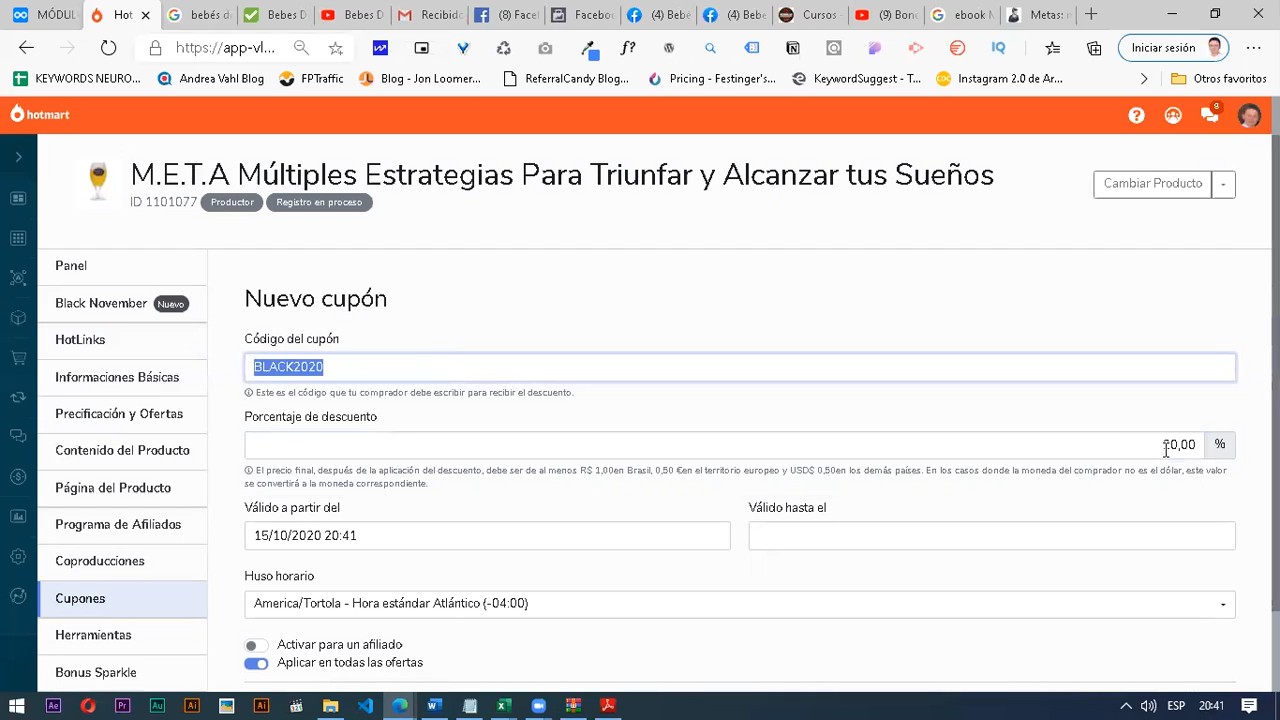 MÓDUL
Hot
bebés d
Bebes D
Bebes D
Recibido
(8) Face
Facebo
(4) Bebe
(4) Bebe
Cursos -
(9) Bono
ebook N
Metas: n
https://app-vl...
Iniciar sesión
KEYWORDS NEURO...
Andrea Vahl Blog
FPTraffic
Blog - Jon Loomer...
ReferralCandy Blog...
Pricing - Festinger's...
KeywordSuggest - T...
Instagram 2.0 de Ar...
Otros favoritos
hotmart
8
M.E.T.A Múltiples Estrategias Para Triunfar y Alcanzar tus Sueños
ID 1101077 Productor Registro en proceso
Cambiar Producto
Panel
Black November Nuevo
HotLinks
Informaciones Básicas
Precificación y Ofertas
Contenido del Producto
Página del Producto
Programa de Afiliados
Coproducciones
Cupones
Herramientas
Bonus Sparkle
Nuevo cupón
Código del cupón
BLACK2020
Este es el código que tu comprador debe escribir para recibir el descuento.
Porcentaje de descuento
%
El precio final, después de la aplicación del descuento, debe ser de al menos R$ 1,00en Brasil, 0,50 €en el territorio europeo y USD$ 0,50en los demás países. En los casos donde la moneda del comprador no es el dólar, este valor
se convertirá a la moneda correspondiente.
Válido a partir del
Válido hasta el
15/10/2020 20:41
Huso horario
America/Tortola - Hora estándar Atlántico (-04:00)
Activar para un afiliado
Aplicar en todas las ofertas
ESP
20:41